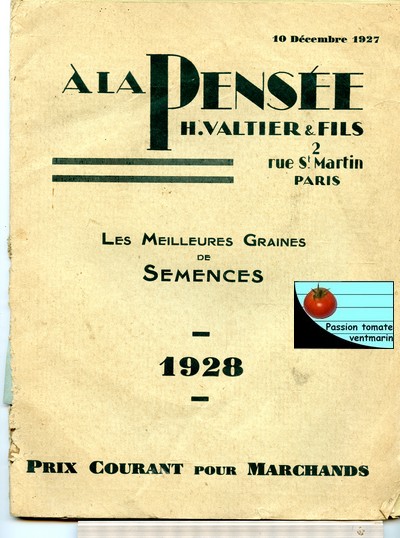 10 Décembre 1927
À LA PENSÉE
H. VALTIER & FILS
2
rue St Martin
PARIS
LES MEILLEURES GRAINES
DE
SEMENCES
Passion tomate
ventmarin
1928
PRIX COURANT POUR MARCHANDS